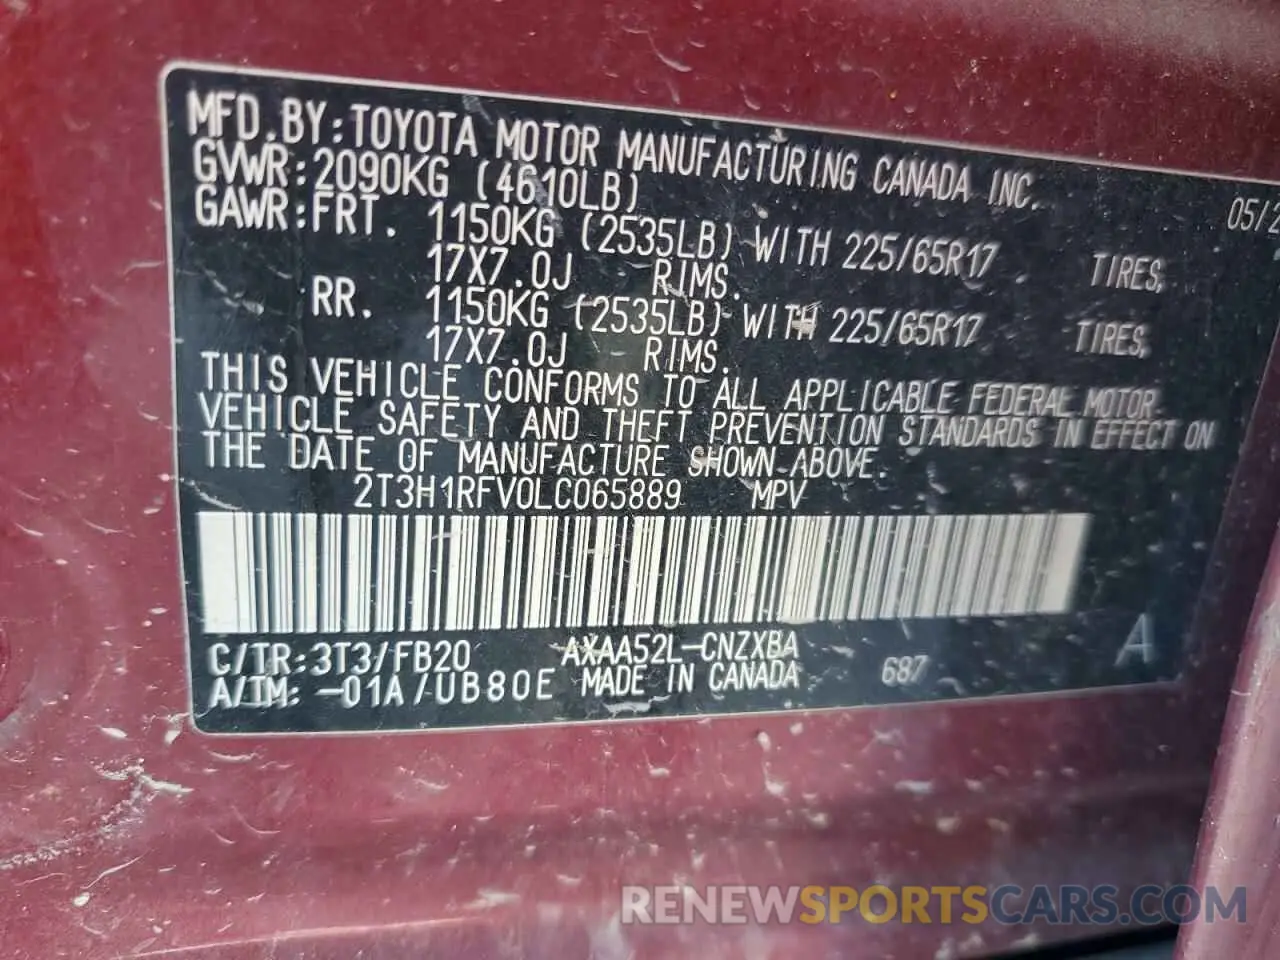 MFD.BY:TOYOTA MOTOR MANUFACTURING CANADA INC.
GVWR:2090KG (4610LB) 05/2
GAWR:FRT. 1150KG (2535LB) WITH 225/65R17 TIRES,
17X7.0J RIMS.
RR. 1150KG (2535LB) WITH 225/65R17 TIRES,
17X7.0J RIMS.
THIS VEHICLE CONFORMS TO ALL APPLICABLE FEDERAL MOTOR
VEHICLE SAFETY AND THEFT PREVENTION STANDARDS IN EFFECT ON
THE DATE OF MANUFACTURE SHOWN ABOVE.
2T3H1RFV0LC065889 MPV
C/TR:3T3/FB20 AXAA52L-CNZXBA 687 A
A/TM: -01A/UB80E MADE IN CANADA
RENEWSPORTSCARS.COM